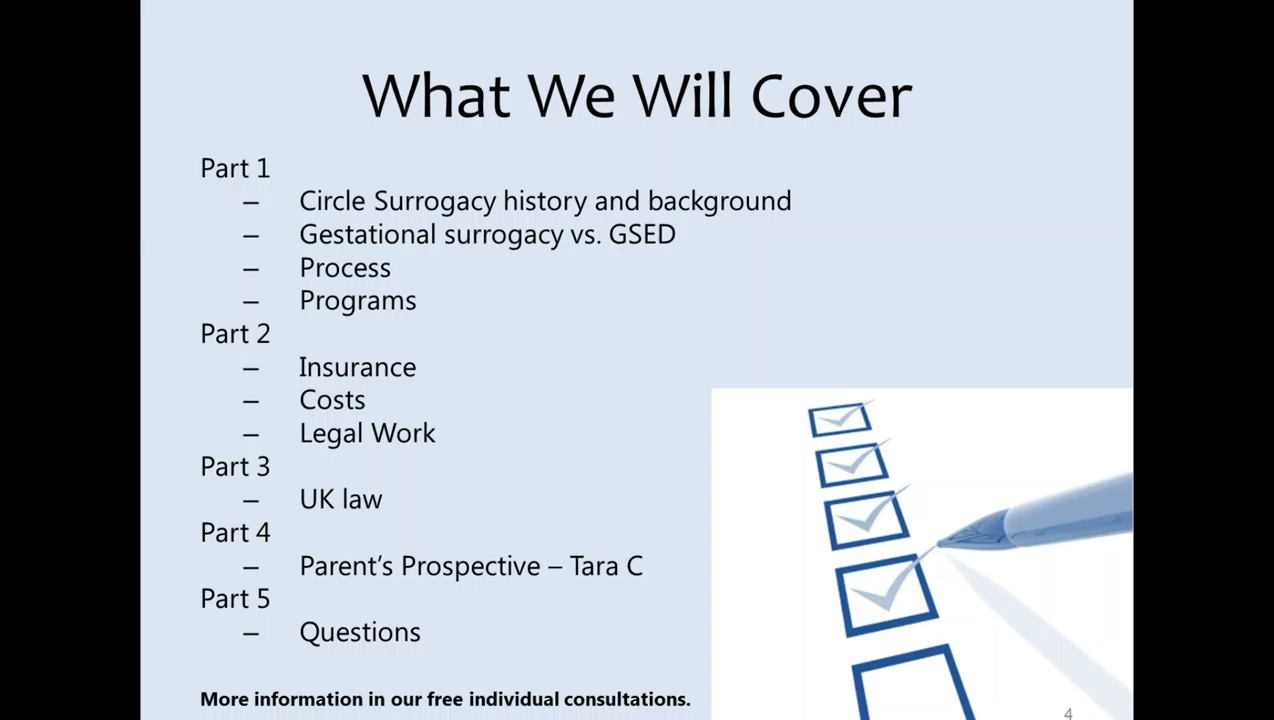 What We Will Cover
Part 1
– Circle Surrogacy history and background
– Gestational surrogacy vs. GSED
– Process
– Programs
Part 2
– Insurance
– Costs
– Legal Work
Part 3
– UK law
Part 4
– Parent's Prospective – Tara C
Part 5
– Questions
More information in our free individual consultations.
4